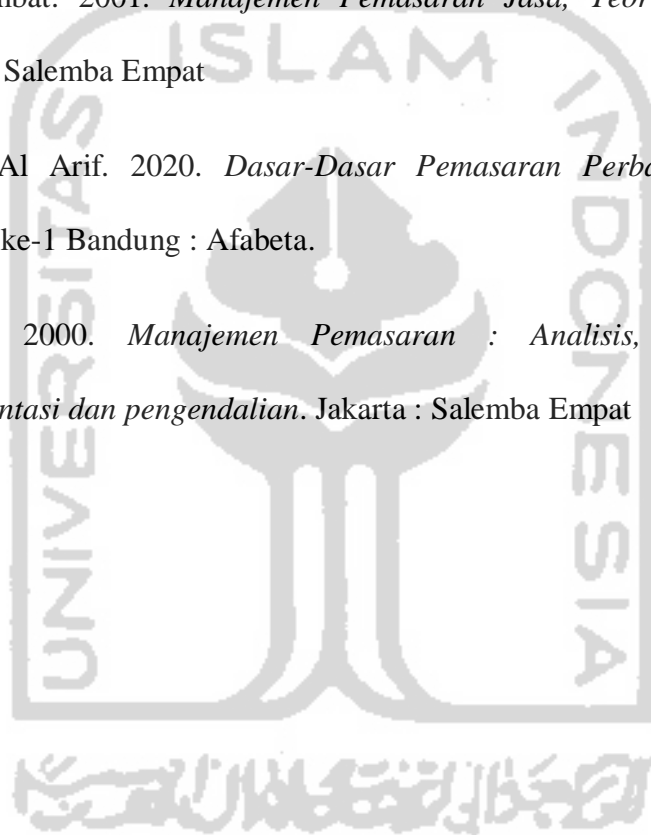 mbat. 2001. Manajemen Pemasaran Jasa, Teor
Salemba Empat
ISLAM
Al Arif. 2020. Dasar-Dasar Pemasaran Perba
ke-1 Bandung : Afabeta.
2000. Manajemen Pemasaran : Analisis,
ntasi dan pengendalian. Jakarta : Salemba Empat
UNIVERSITAS
INDONESIA